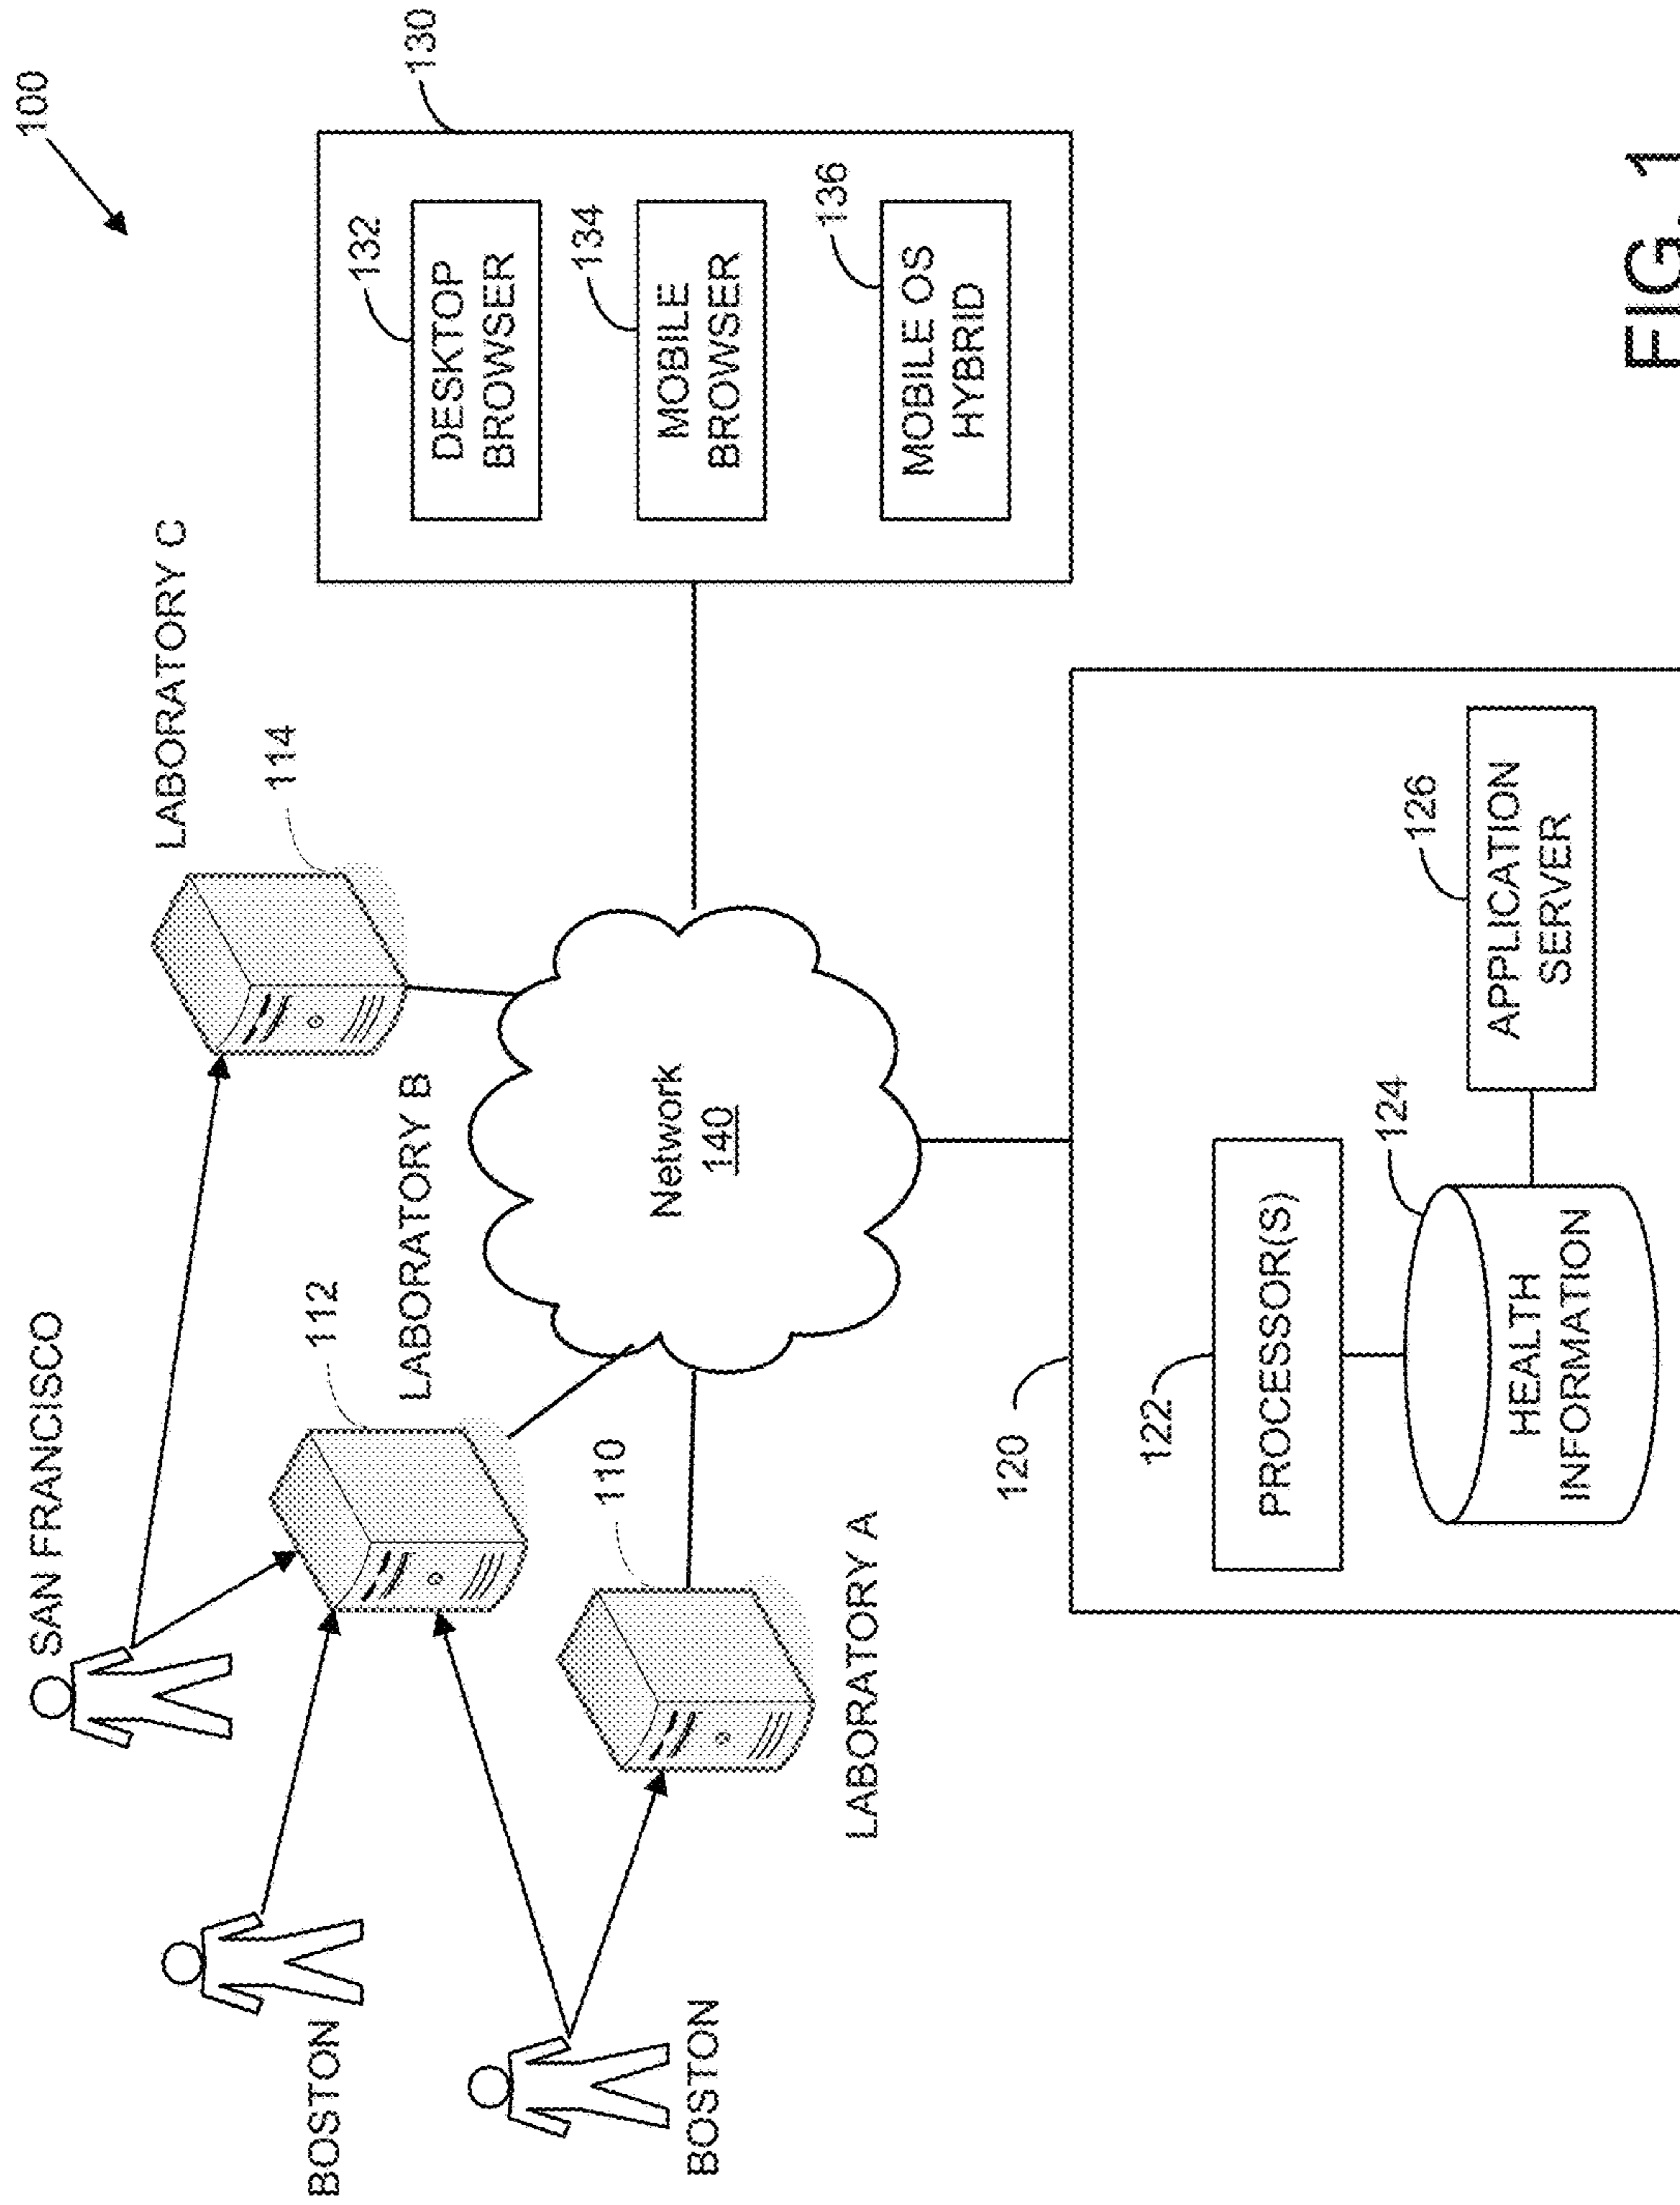 100
SAN FRANCISCO
LABORATORY C
114
130
BOSTON
112
LABORATORY B
132
DESKTOP
BROWSER
134
MOBILE
BROWSER
136
MOBILE OS
HYBRID
BOSTON
110
LABORATORY A
Network
140
120
122
PROCESSOR(S)
124
HEALTH
INFORMATION
126
APPLICATION
SERVER
FIG. 1